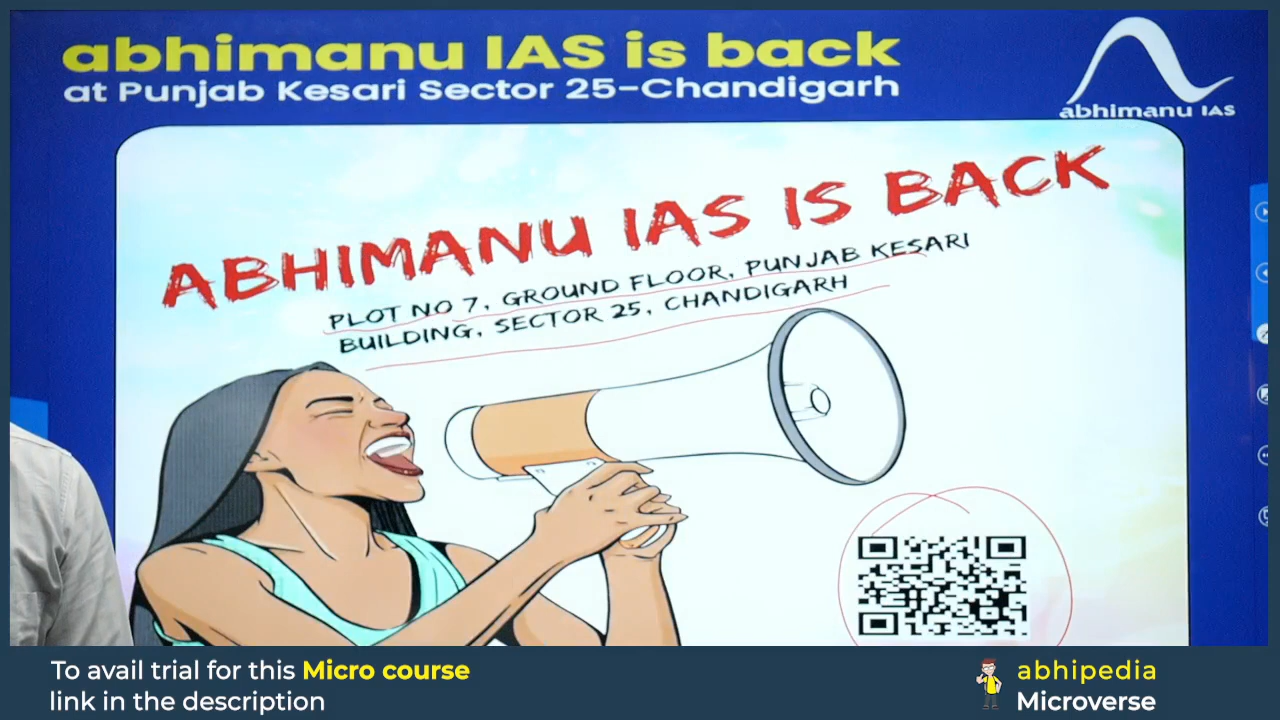 abhimanu IAS is back
at Punjab Kesari Sector 25-Chandigarh
abhimanu IAS
ABHIMANU IAS IS BACK
PLOT NO 7, GROUND FLOOR, PUNJAB KESARI
BUILDING, SECTOR 25, CHANDIGARH
To avail trial for this Micro course
link in the description
abhipedia
Microverse